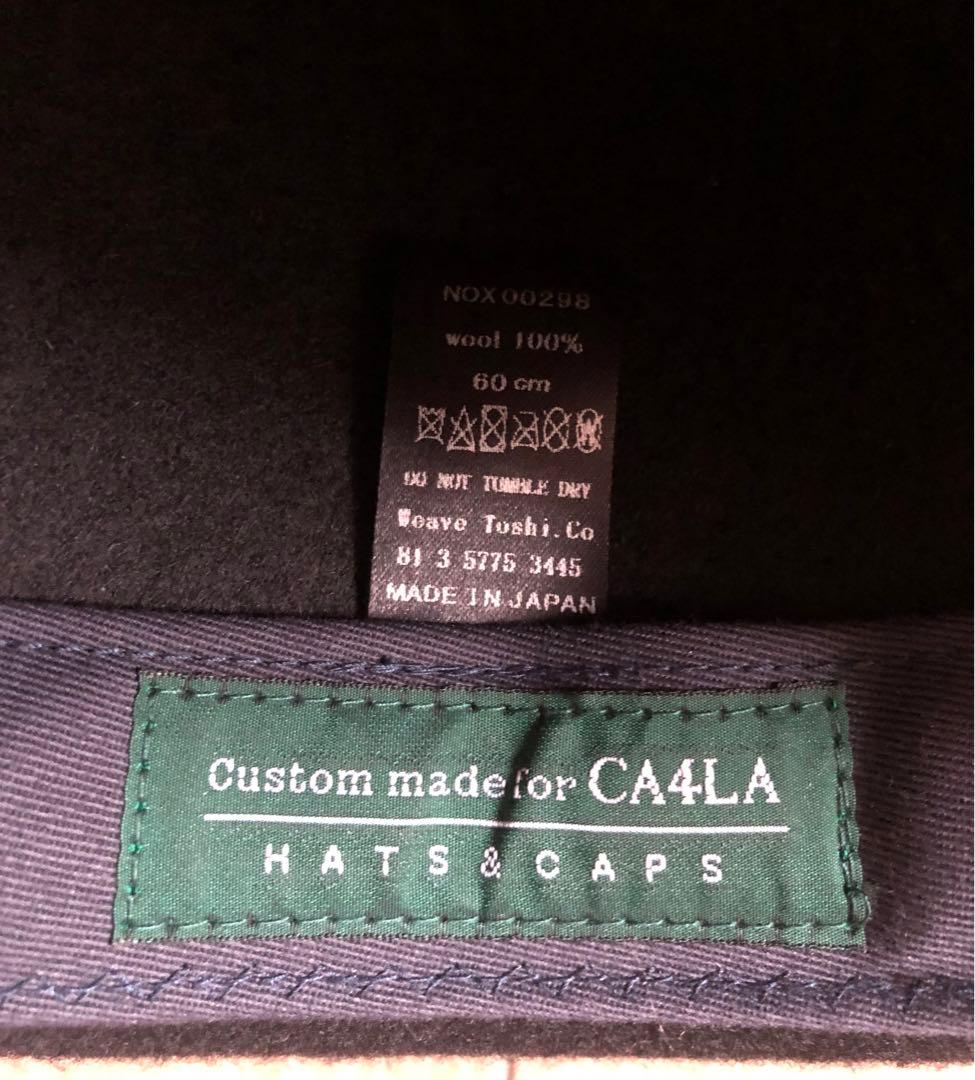 NOX00298
wool 100%
60 cm
DO NOT TUMBLE DRY
Weave Toshi.Co
81 3 5775 3445
MADE IN JAPAN
Custom made for CA4LA
HATS & CAPS